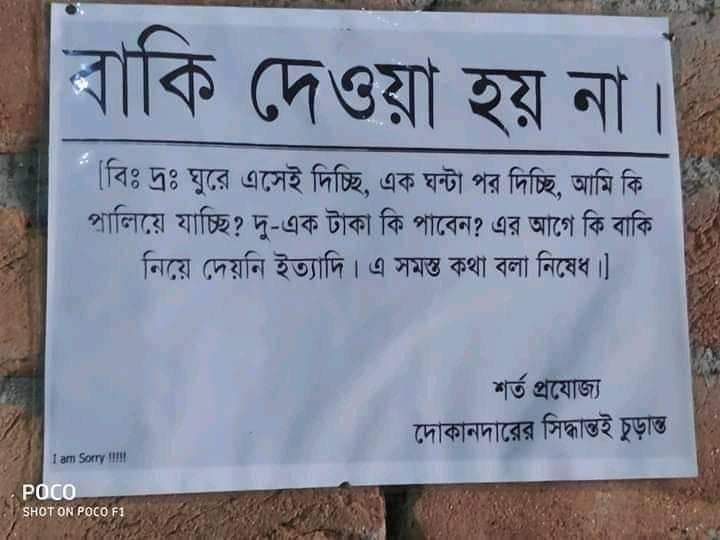 বাকি দেওয়া হয় না।
[বিঃ দ্রঃ ঘুরে এসেই দিচ্ছি, এক ঘন্টা পর দিচ্ছি, আমি কি
পালিয়ে যাচ্ছি? দু-এক টাকা কি পাবেন? এর আগে কি বাকি
নিয়ে দেয়নি ইত্যাদি। এ সমস্ত কথা বলা নিষেধ।]
শর্ত প্রযোজ্য
দোকানদারের সিদ্ধান্তই চুড়ান্ত
I am Sorry !!!!!
POCO
SHOT ON POCO F1